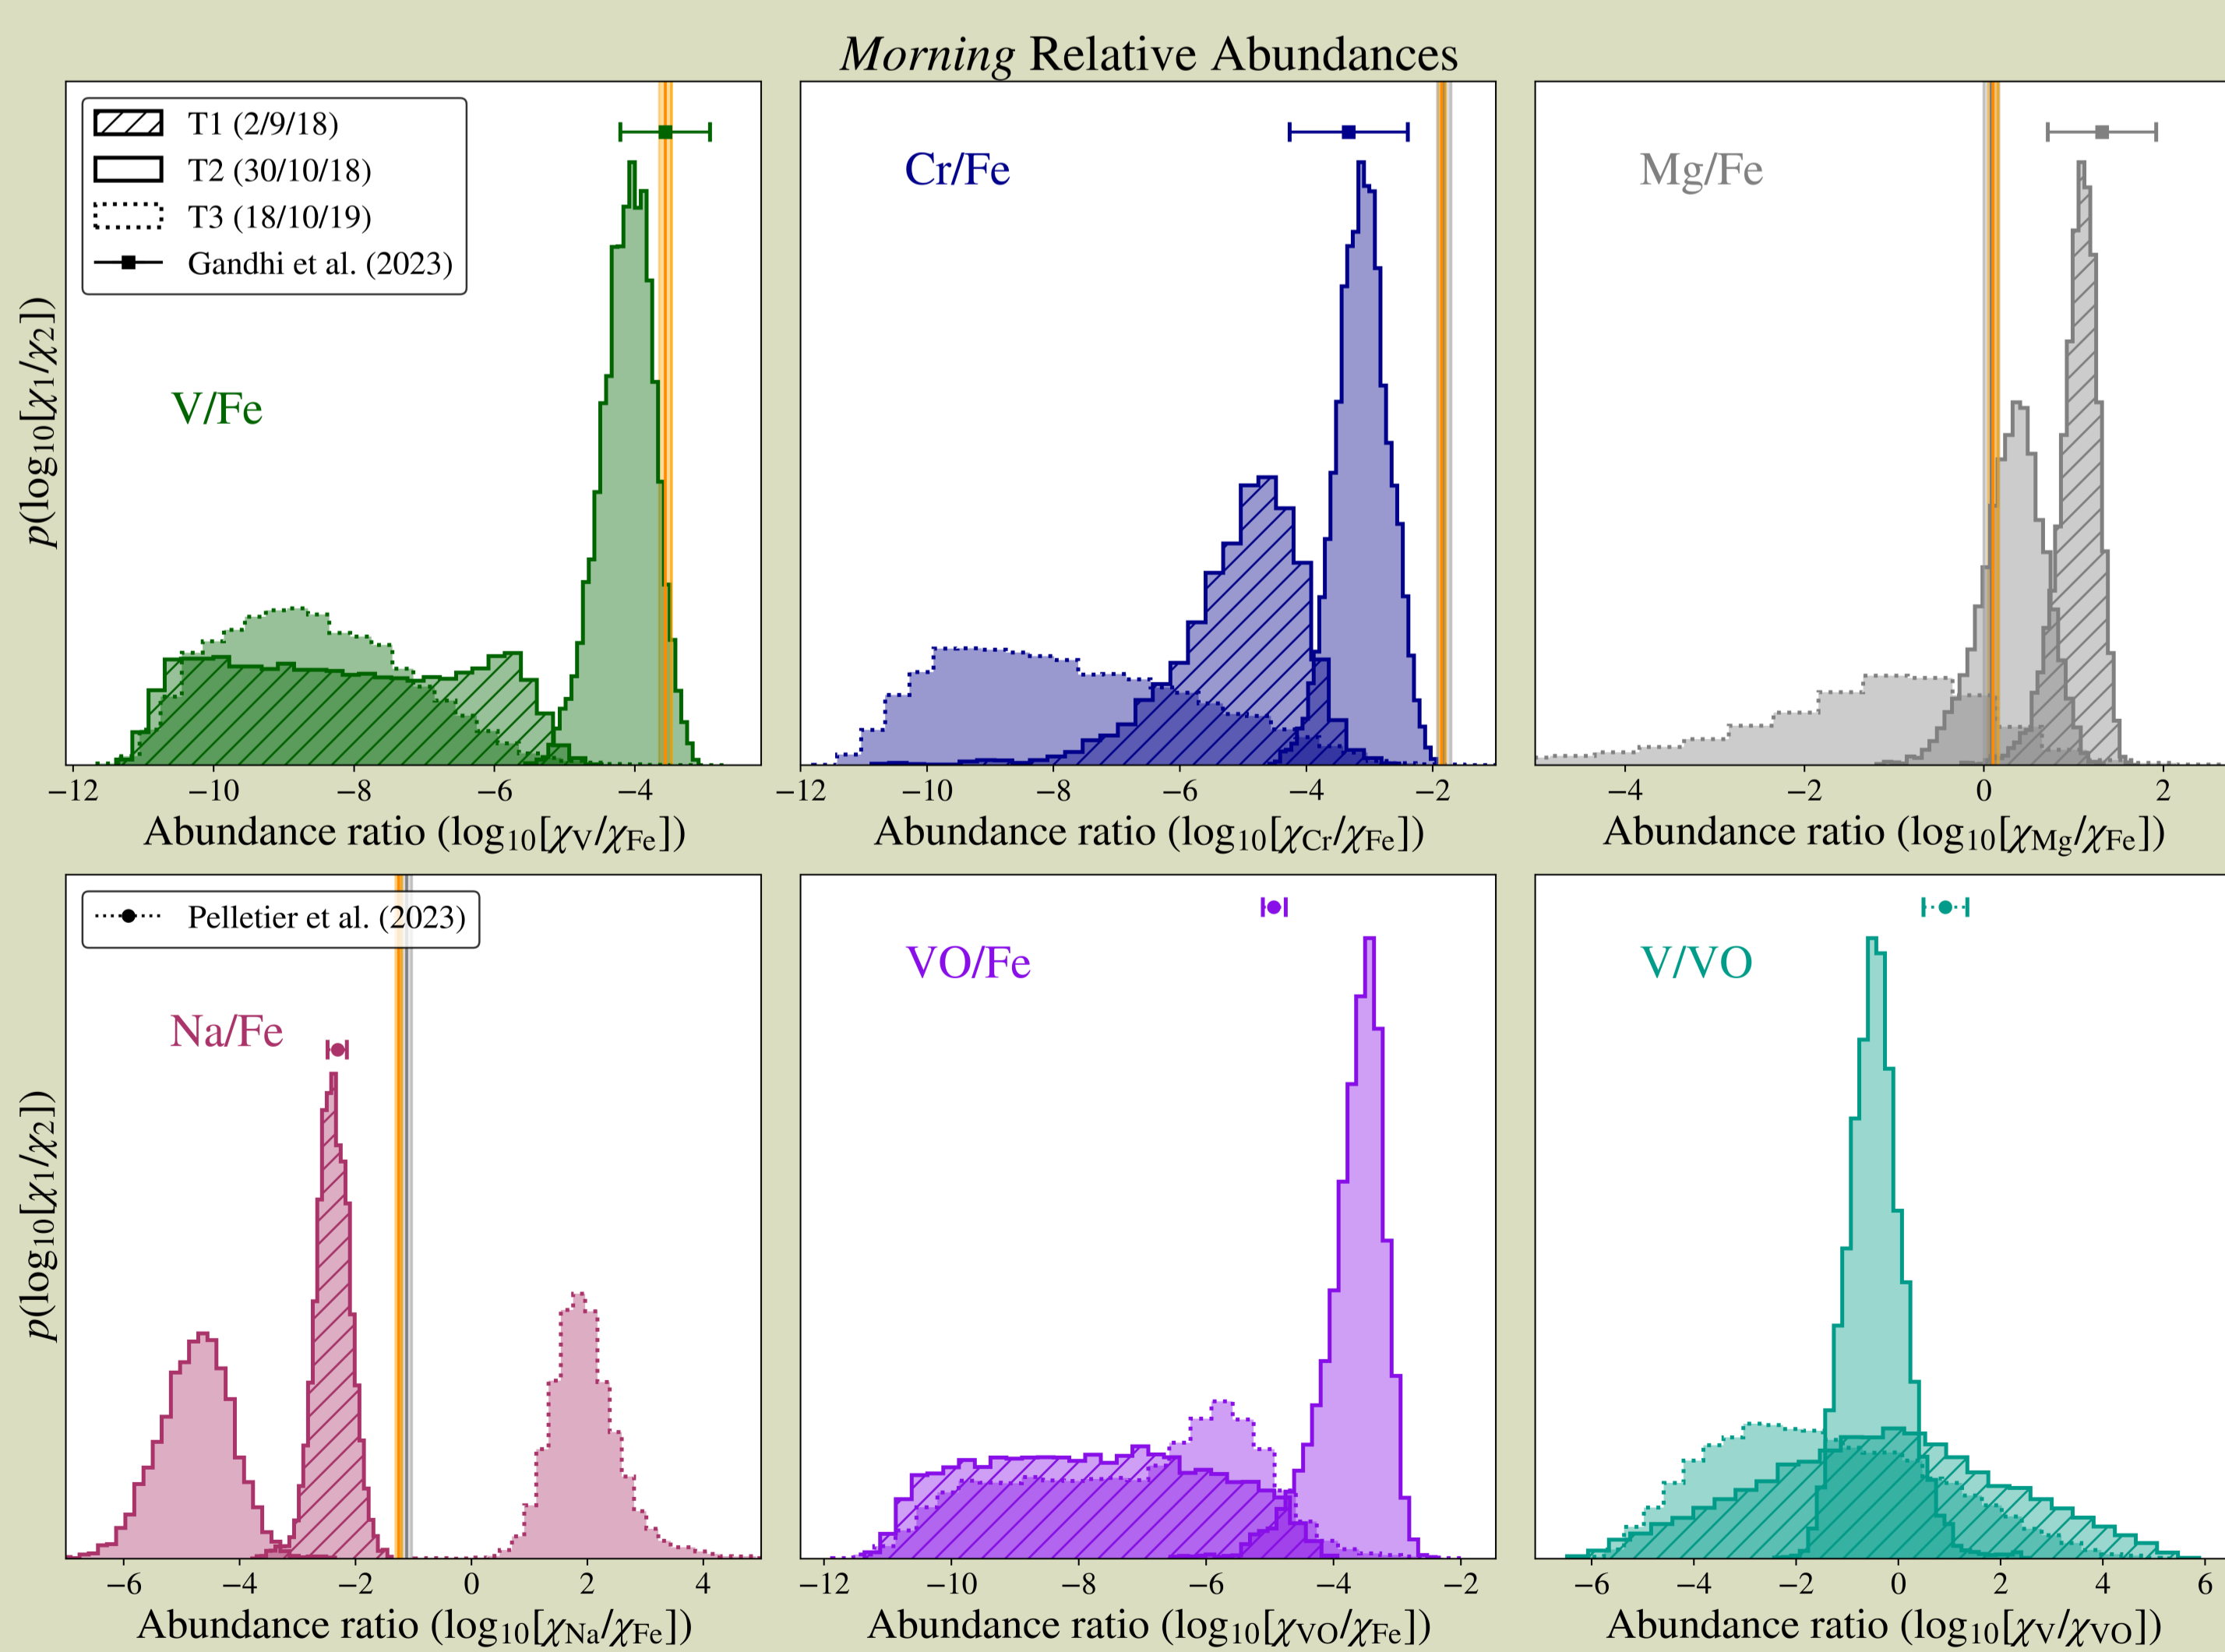 Morning Relative Abundances
T1 (2/9/18)
T2 (30/10/18)
T3 (18/10/19)
Gandhi et al. (2023)
V/Fe
Cr/Fe
Mg/Fe
p(log₁₀[χ₁/χ₂])
−12 −10 −8 −6 −4
−12 −10 −8 −6 −4 −2
−4 −2 0 2
Abundance ratio (log₁₀[χV/χFe])
Abundance ratio (log₁₀[χCr/χFe])
Abundance ratio (log₁₀[χMg/χFe])
Pelletier et al. (2023)
Na/Fe
VO/Fe
V/VO
p(log₁₀[χ₁/χ₂])
−6 −4 −2 0 2 4
−12 −10 −8 −6 −4 −2
−6 −4 −2 0 2 4 6
Abundance ratio (log₁₀[χNa/χFe])
Abundance ratio (log₁₀[χVO/χFe])
Abundance ratio (log₁₀[χV/χVO])